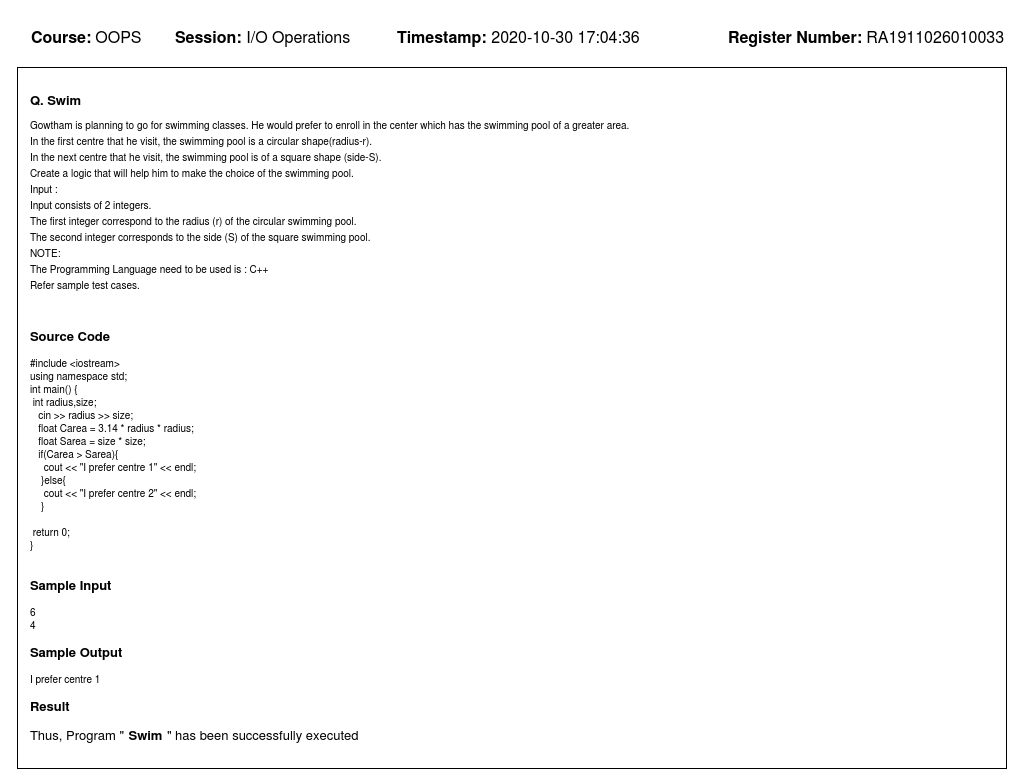 Course: OOPS Session: I/O Operations Timestamp: 2020-10-30 17:04:36 Register Number: RA1911026010033
Q. Swim
Gowtham is planning to go for swimming classes. He would prefer to enroll in the center which has the swimming pool of a greater area.
In the first centre that he visit, the swimming pool is a circular shape(radius-r).
In the next centre that he visit, the swimming pool is of a square shape (side-S).
Create a logic that will help him to make the choice of the swimming pool.
Input :
Input consists of 2 integers.
The first integer correspond to the radius (r) of the circular swimming pool.
The second integer corresponds to the side (S) of the square swimming pool.
NOTE:
The Programming Language need to be used is : C++
Refer sample test cases.
Source Code
#include <iostream>
using namespace std;
int main() {
int radius,size;
cin >> radius >> size;
float Carea = 3.14 * radius * radius;
float Sarea = size * size;
if(Carea > Sarea){
cout << "I prefer centre 1" << endl;
}else{
cout << "I prefer centre 2" << endl;
}
return 0;
}
Sample Input
6
4
Sample Output
I prefer centre 1
Result
Thus, Program " Swim " has been successfully executed